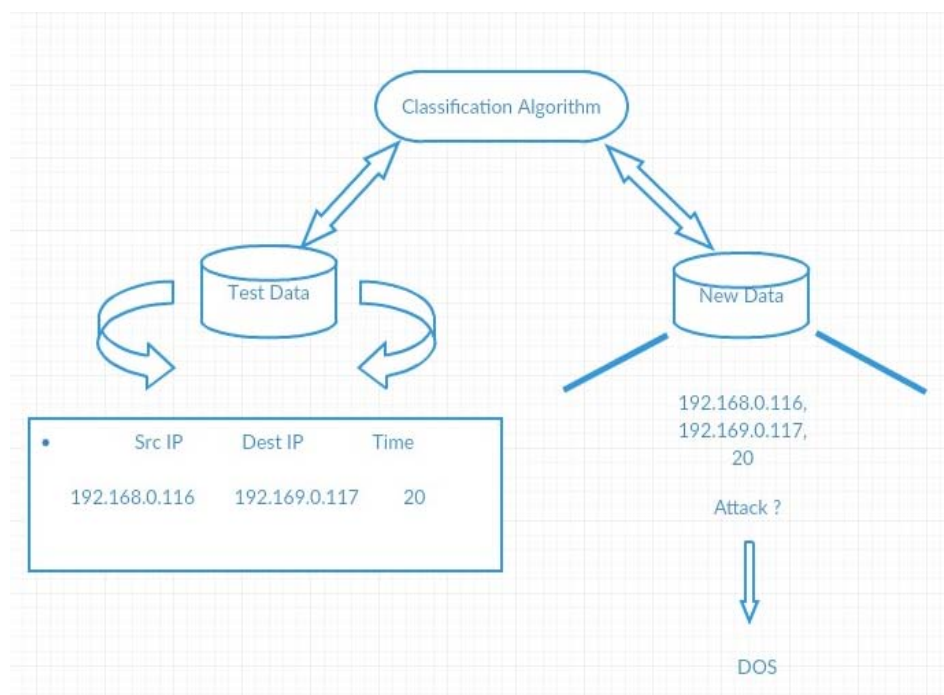 Classification Algorithm
Test Data
New Data
Src IP Dest IP Time
192.168.0.116 192.169.0.117 20
192.168.0.116,
192.169.0.117,
20
Attack ?
DOS